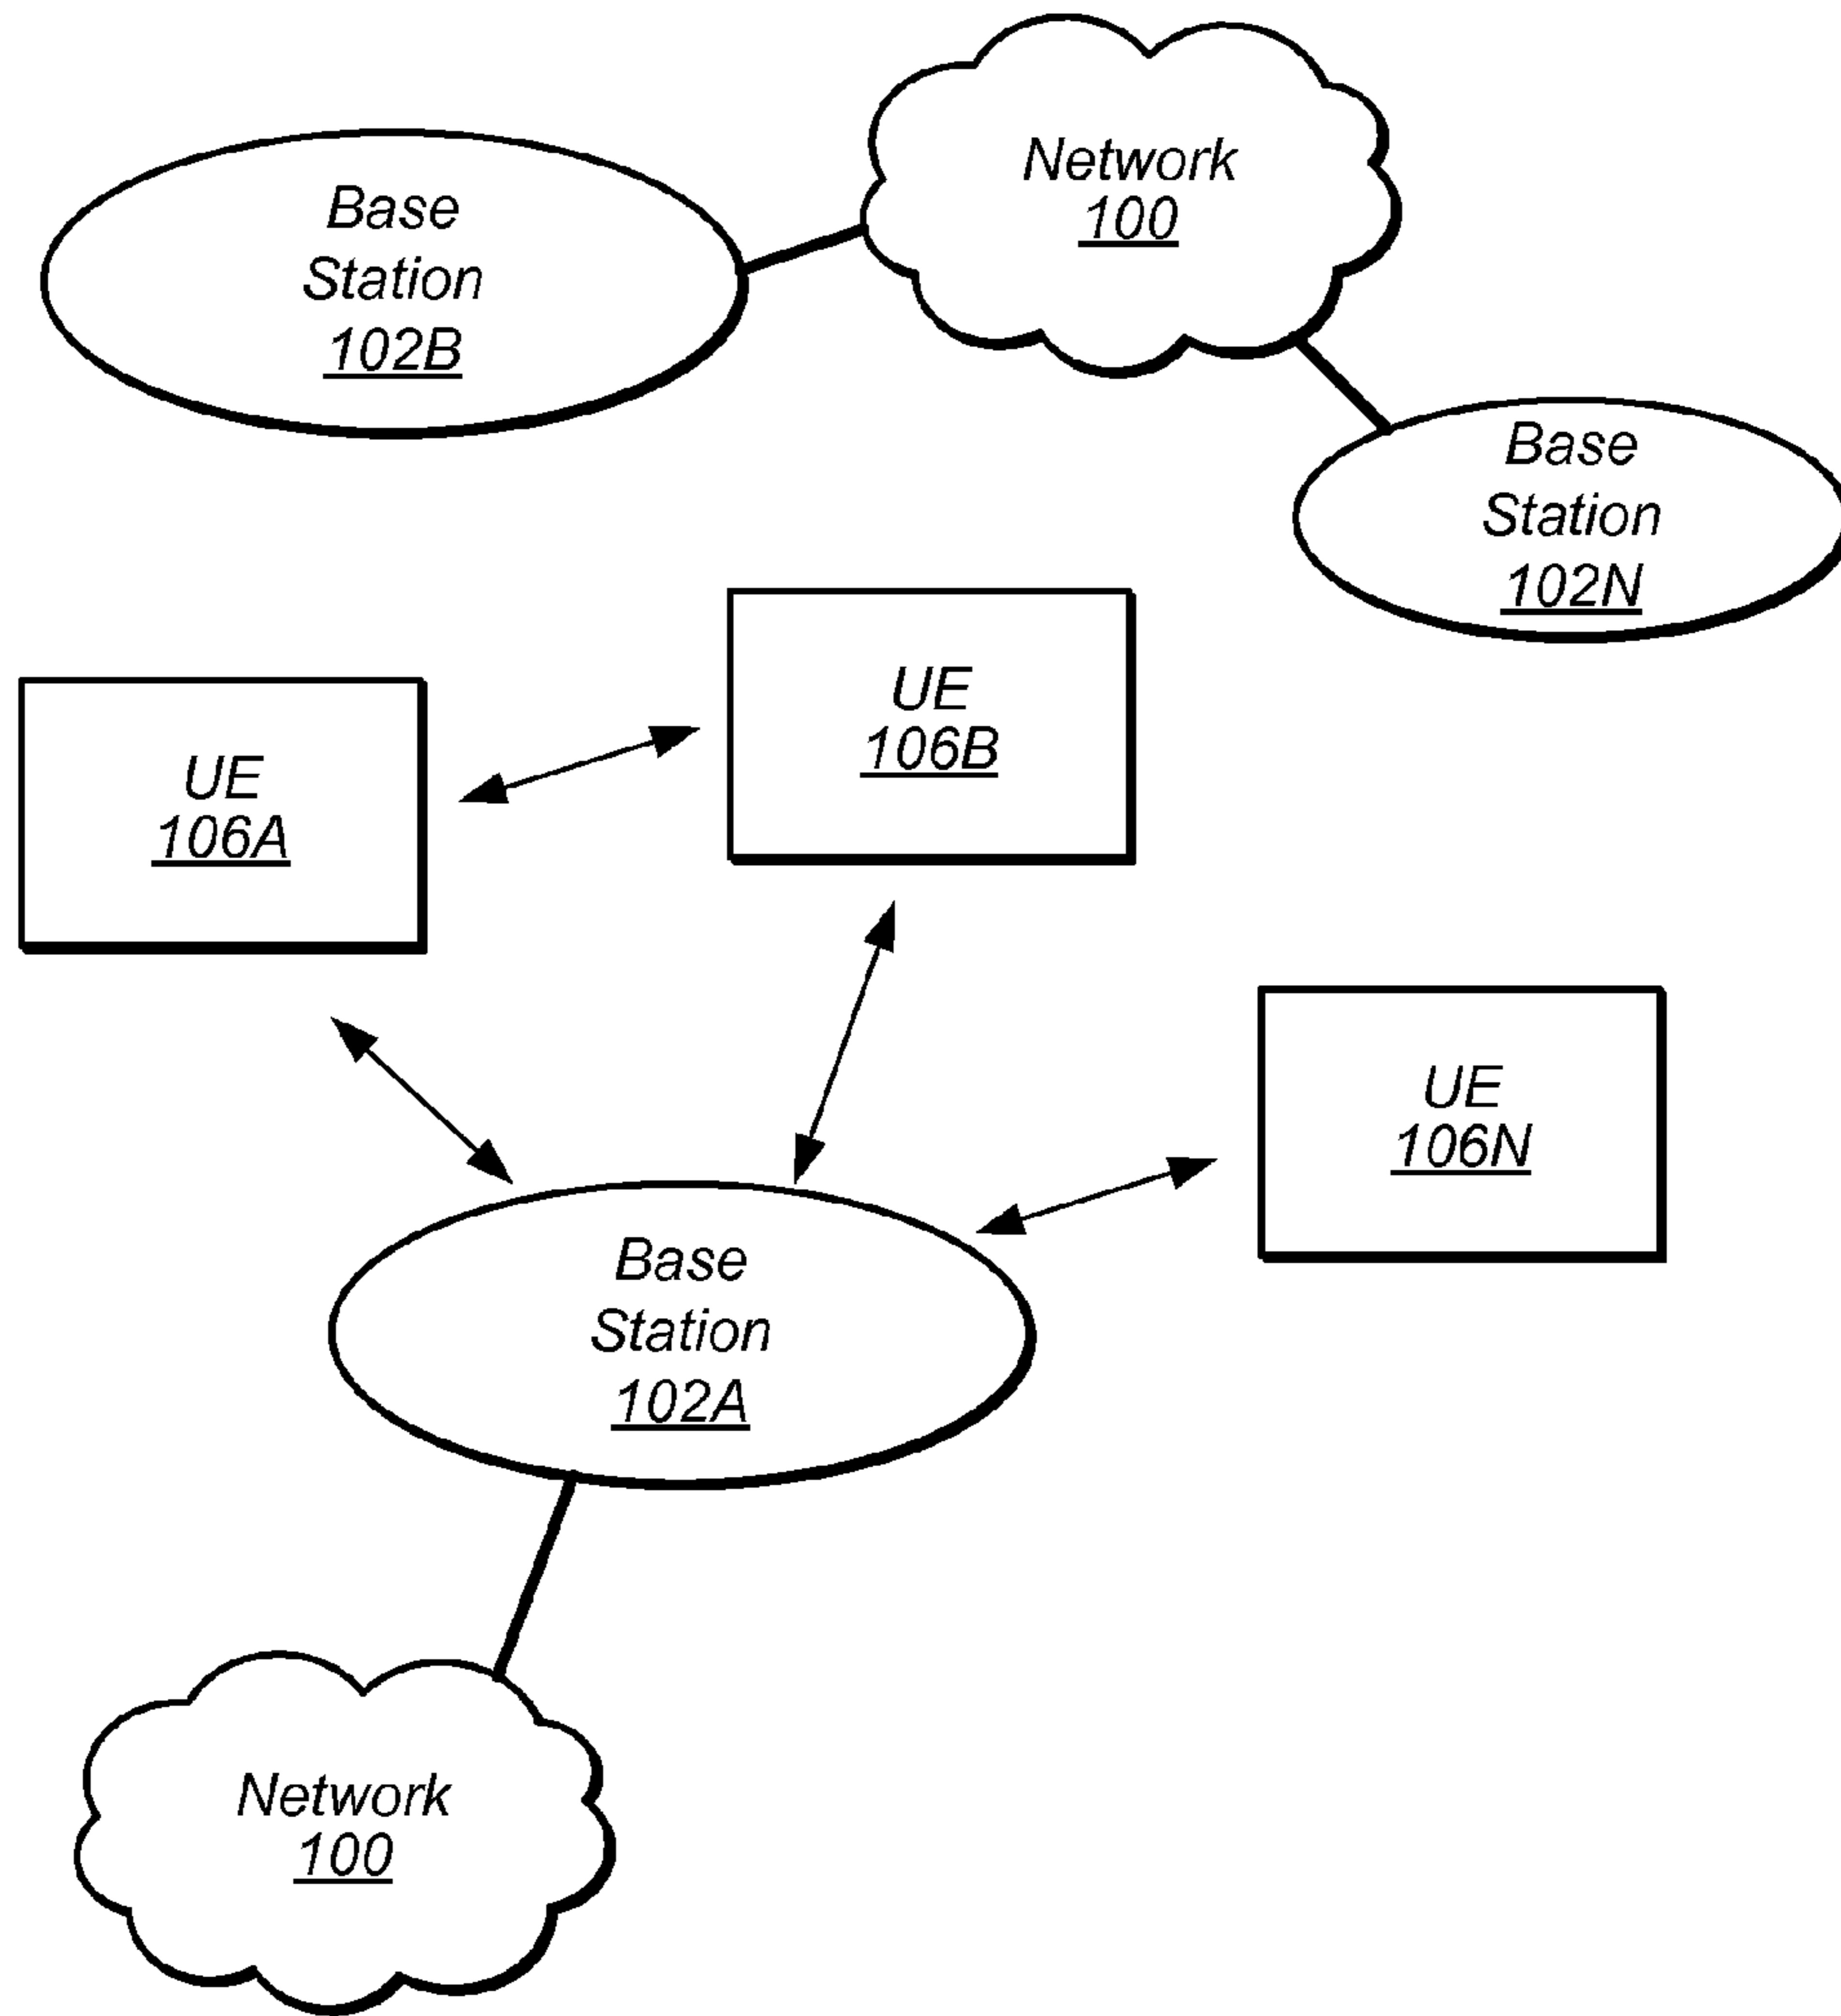 Network
100
Base
Station
102B
Base
Station
102N
UE
106B
UE
106A
UE
106N
Base
Station
102A
Network
100